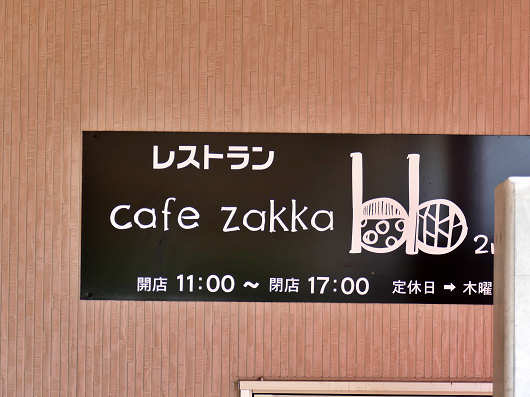 レストラン
cafe zakka bb
開店 11:00 〜 閉店 17:00 定休日 ➡ 木曜